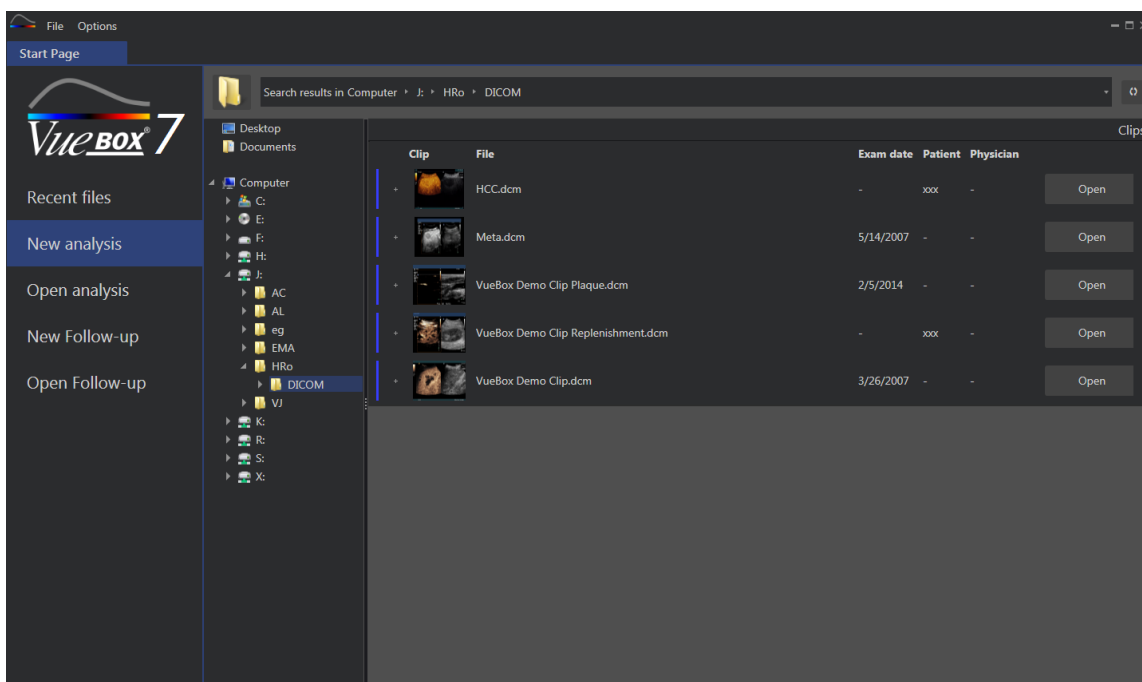 File Options
Start Page
VUEBOX® 7
Recent files
New analysis
Open analysis
New Follow-up
Open Follow-up
Search results in Computer J: HRo DICOM
Desktop
Documents
Computer
C:
E:
F:
H:
J:
AC
AL
eg
EMA
HRo
DICOM
VJ
K:
R:
S:
X:
Clips
Clip File Exam date Patient Physician
+ HCC.dcm - xxx - Open
+ Meta.dcm 5/14/2007 - - Open
+ VueBox Demo Clip Plaque.dcm 2/5/2014 - - Open
+ VueBox Demo Clip Replenishment.dcm - xxx - Open
+ VueBox Demo Clip.dcm 3/26/2007 - - Open